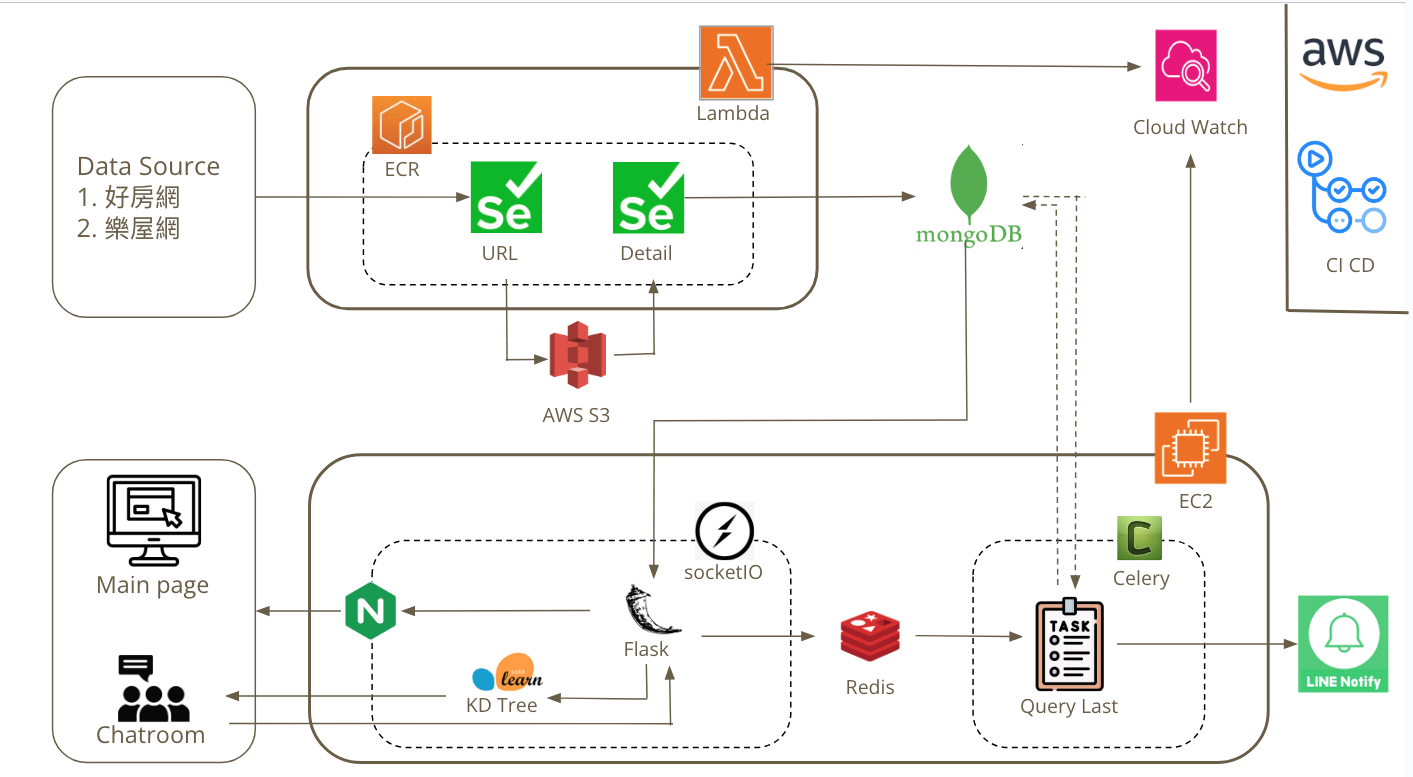 Lambda
aws
Cloud Watch
Data Source
1. 好房網
2. 樂屋網
ECR
Se
URL
Se
Detail
mongoDB
CI CD
AWS S3
EC2
Main page
socketIO
C
Celery
N
Flask
TASK
learn
KD Tree
Redis
Query Last
LINE Notify
Chatroom